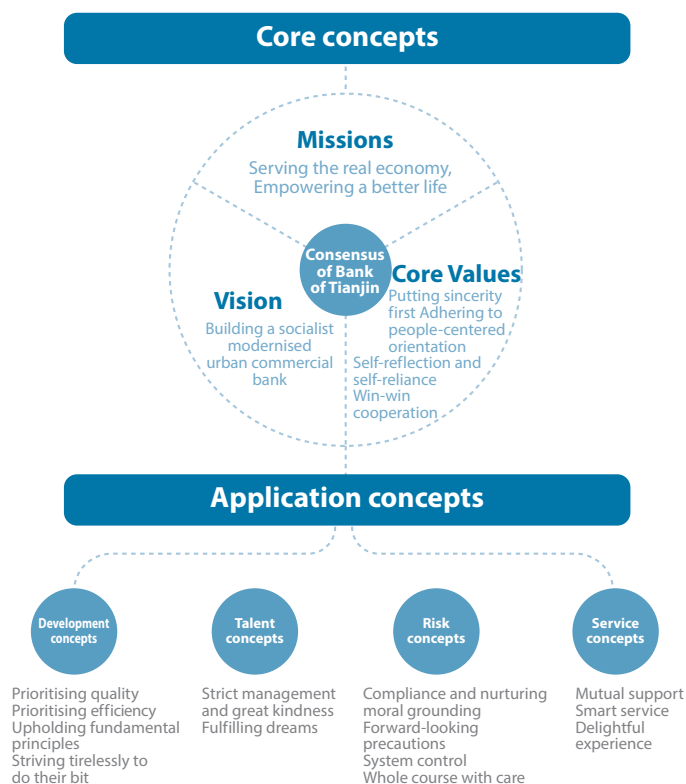 Core concepts
Missions
Serving the real economy,
Empowering a better life
Consensus
of Bank
of Tianjin
Vision
Building a socialist
modernised
urban commercial
bank
Core Values
Putting sincerity
first Adhering to
people-centered
orientation
Self-reflection and
self-reliance
Win-win
cooperation
Application concepts
Development
concepts
Prioritising quality
Prioritising efficiency
Upholding fundamental
principles
Striving tirelessly to
do their bit
Talent
concepts
Strict management
and great kindness
Fulfilling dreams
Risk
concepts
Compliance and nurturing
moral grounding
Forward-looking
precautions
System control
Whole course with care
Service
concepts
Mutual support
Smart service
Delightful
experience